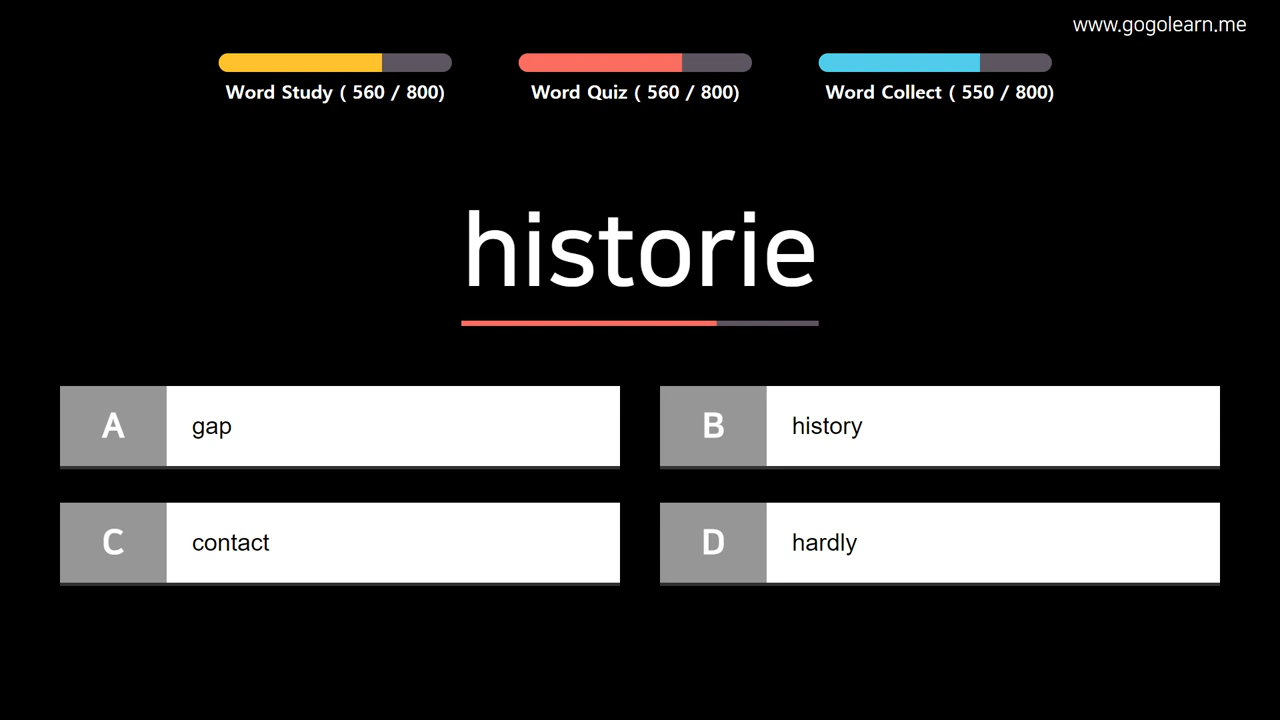 www.gogolearn.me
Word Study ( 560 / 800) Word Quiz ( 560 / 800) Word Collect ( 550 / 800)
historie
A gap B history
C contact D hardly